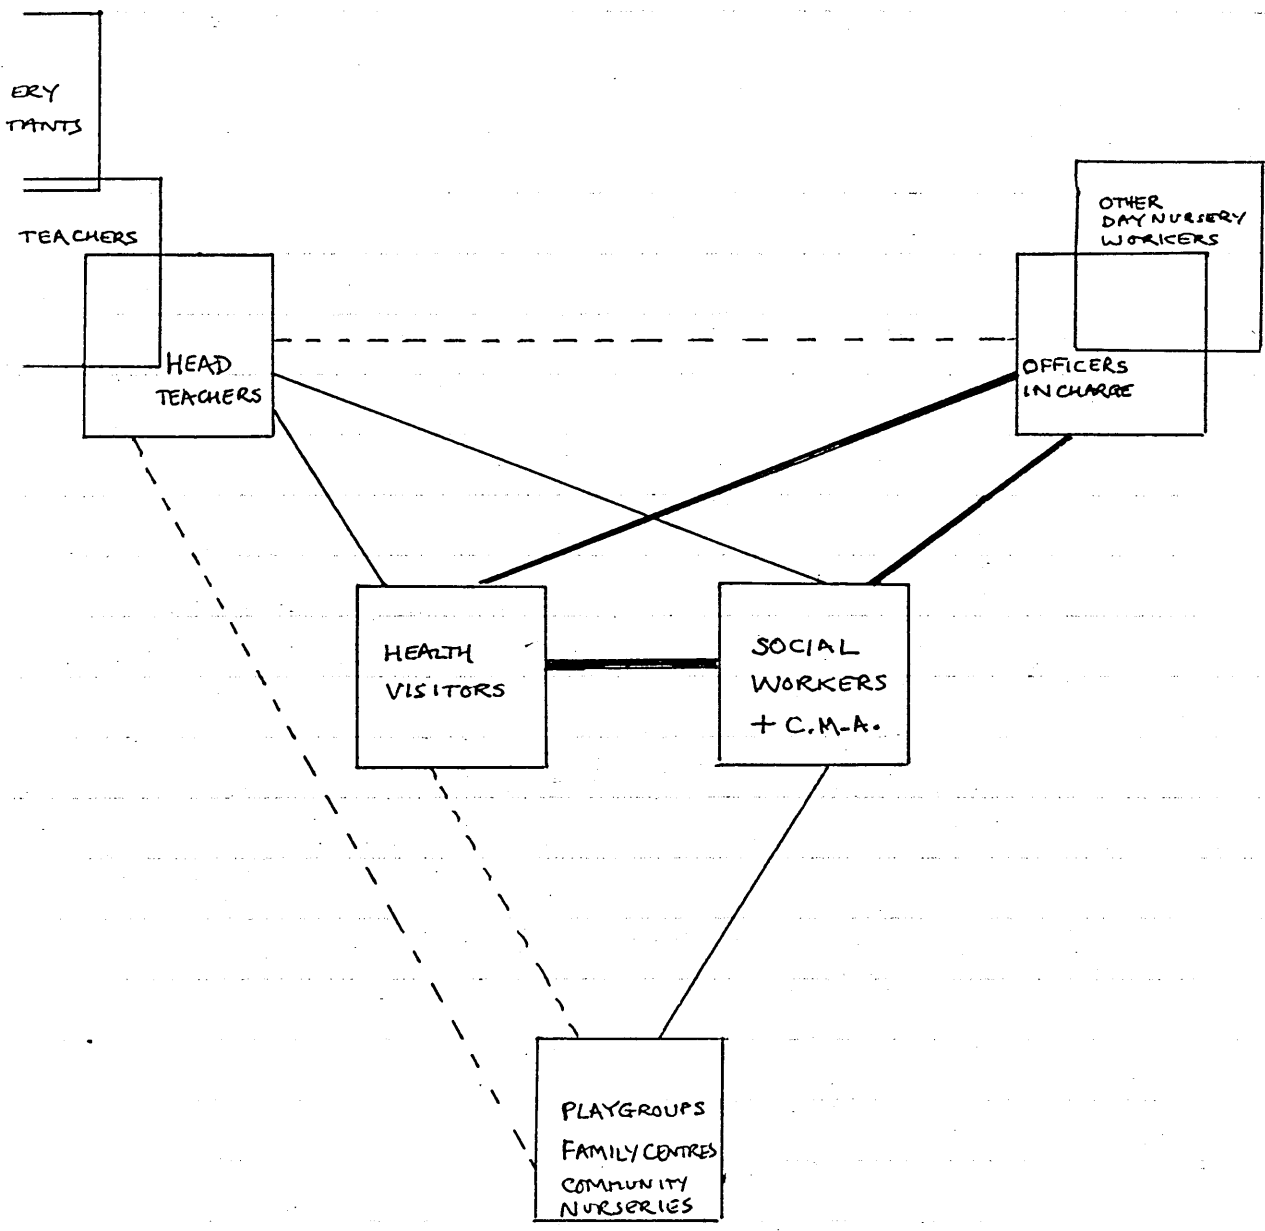 ERY
TANTS
TEACHERS
HEAD
TEACHERS
OTHER
DAY NURSERY
WORKERS
OFFICERS
IN CHARGE
HEALTH
VISITORS
SOCIAL
WORKERS
+ C.M.A.
PLAYGROUPS
FAMILY CENTRES
COMMUNITY
NURSERIES